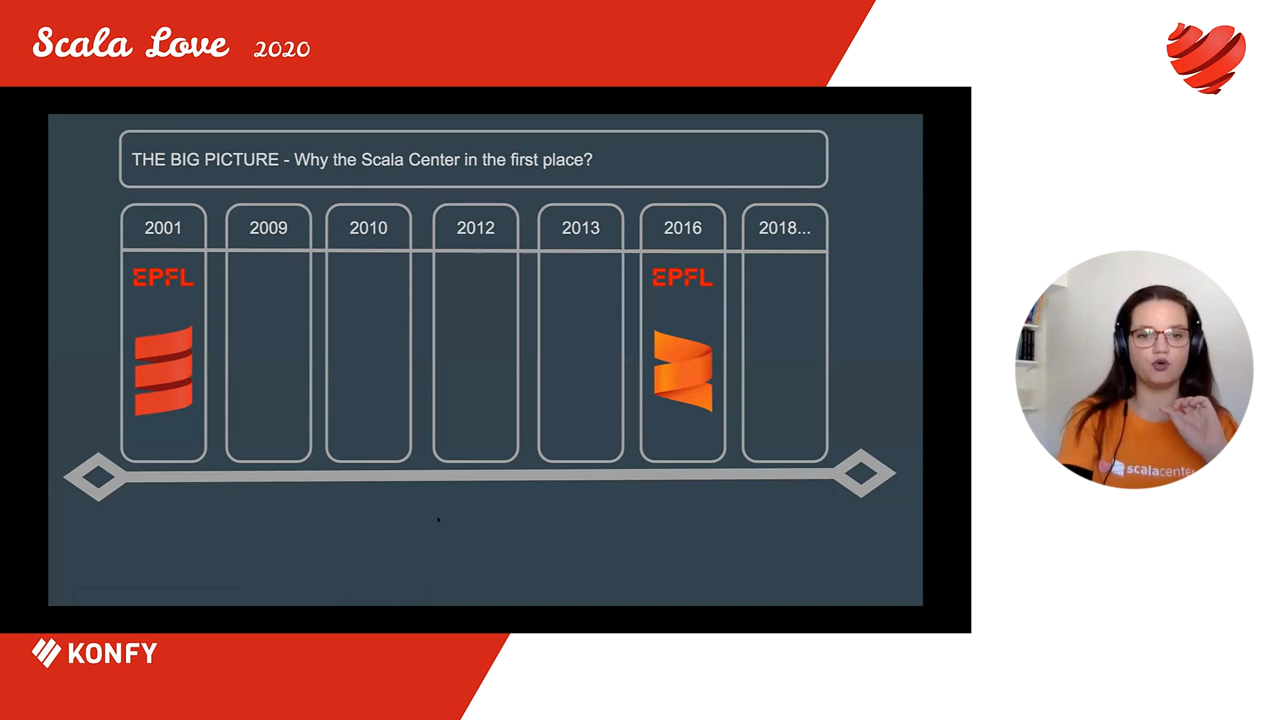 Scala Love 2020
THE BIG PICTURE - Why the Scala Center in the first place?
2001 2009 2010 2012 2013 2016 2018...
EPFL EPFL
scalacenter
KONFY